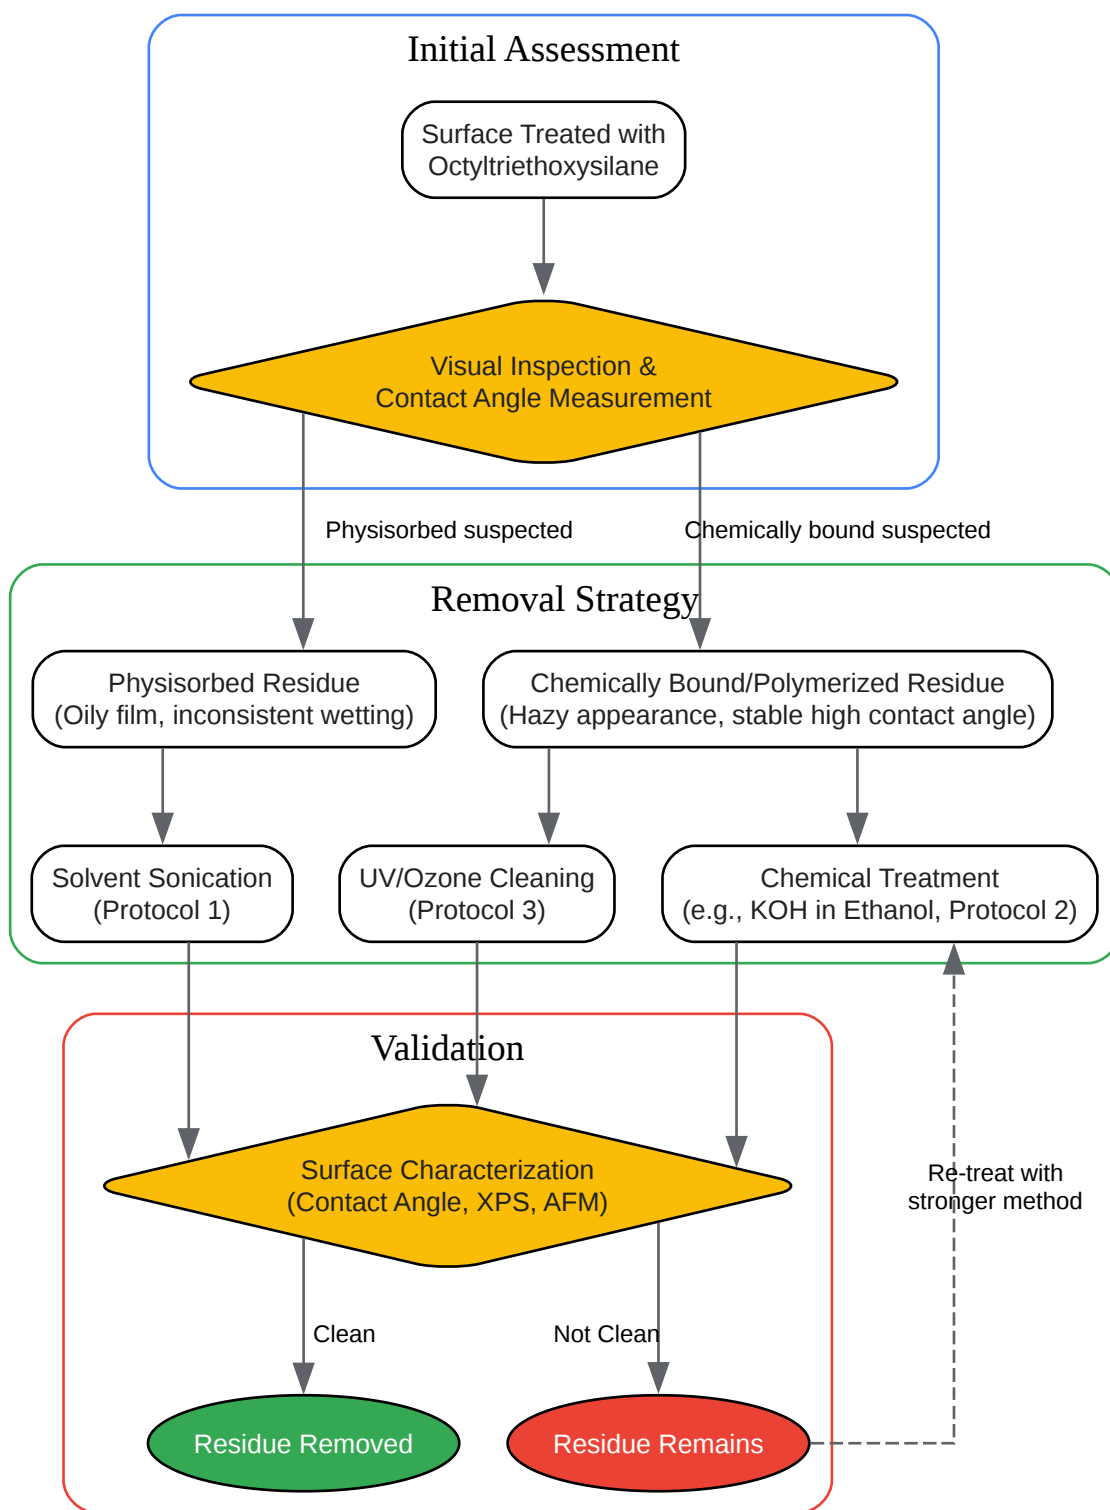 Initial Assessment
Surface Treated with
Octyltriethoxysilane
Visual Inspection &
Contact Angle Measurement
Physisorbed suspected
Chemically bound suspected
Removal Strategy
Physisorbed Residue
(Oily film, inconsistent wetting)
Chemically Bound/Polymerized Residue
(Hazy appearance, stable high contact angle)
Solvent Sonication
(Protocol 1)
UV/Ozone Cleaning
(Protocol 3)
Chemical Treatment
(e.g., KOH in Ethanol, Protocol 2)
Validation
Surface Characterization
(Contact Angle, XPS, AFM)
Re-treat with
stronger method
Clean
Not Clean
Residue Removed
Residue Remains